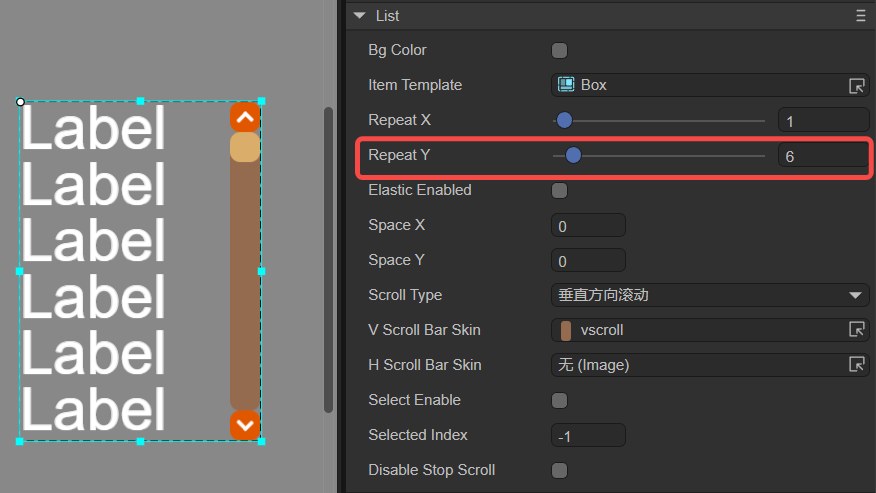 Label
Label
Label
Label
Label
Label
List
Bg Color
Item Template Box
Repeat X 1
Repeat Y 6
Elastic Enabled
Space X 0
Space Y 0
Scroll Type 垂直方向滚动
V Scroll Bar Skin vscroll
H Scroll Bar Skin 无 (Image)
Select Enable
Selected Index -1
Disable Stop Scroll